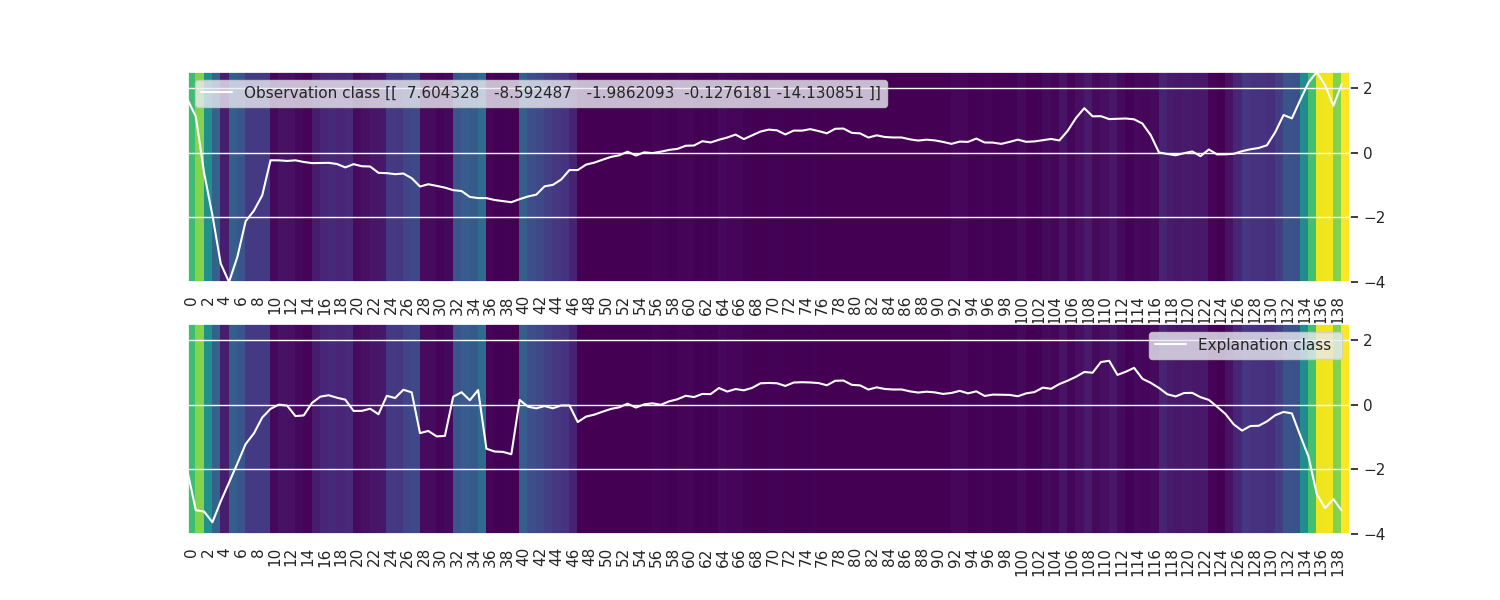 Observation class [[ 7.604328 -8.592487 -1.9862093 -0.1276181 -14.130851 ]]
2
0
−2
−4
0 2 4 6 8 10 12 14 16 18 20 22 24 26 28 30 32 34 36 38 40 42 44 46 48 50 52 54 56 58 60 62 64 66 68 70 72 74 76 78 80 82 84 86 88 90 92 94 96 98 100 102 104 106 108 110 112 114 116 118 120 122 124 126 128 130 132 134 136 138
Explanation class
2
0
−2
−4
0 2 4 6 8 10 12 14 16 18 20 22 24 26 28 30 32 34 36 38 40 42 44 46 48 50 52 54 56 58 60 62 64 66 68 70 72 74 76 78 80 82 84 86 88 90 92 94 96 98 100 102 104 106 108 110 112 114 116 118 120 122 124 126 128 130 132 134 136 138